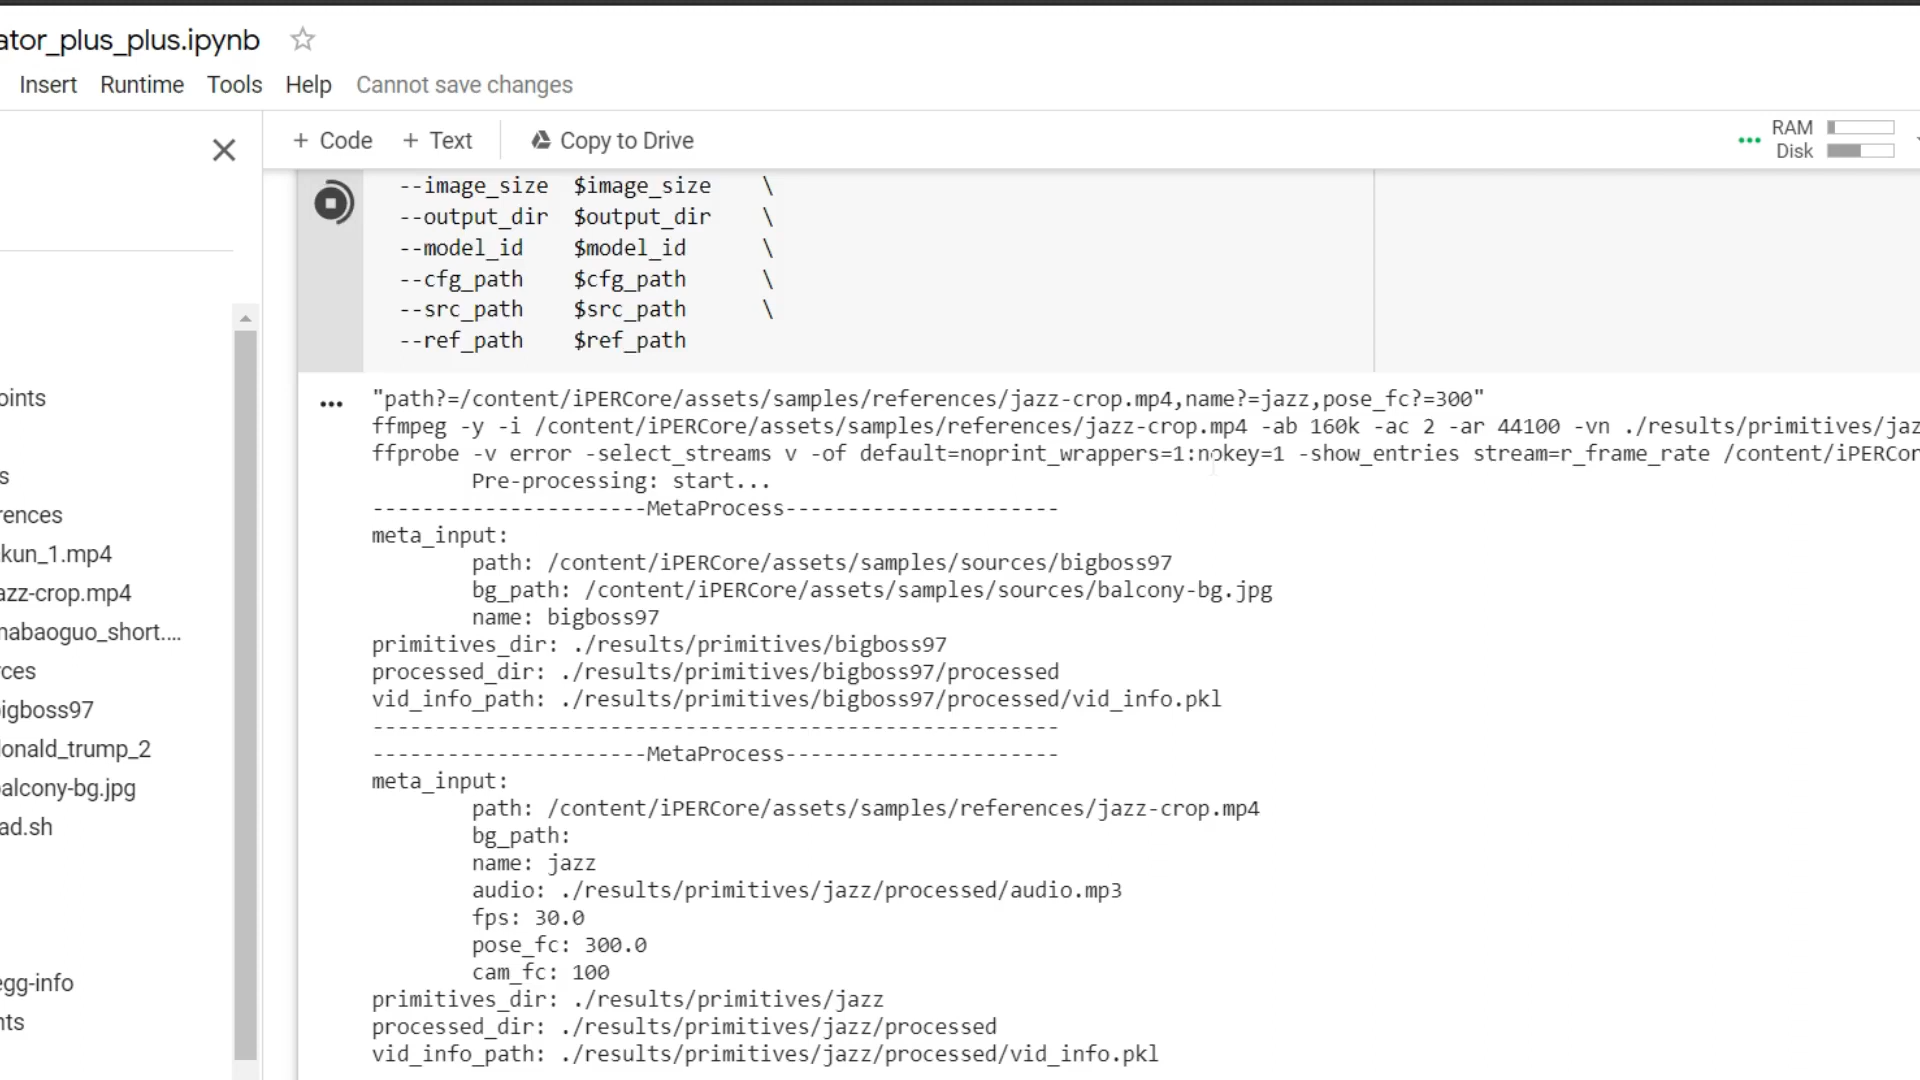 ator_plus_plus.ipynb
Insert Runtime Tools Help Cannot save changes
+ Code + Text Copy to Drive
RAM
Disk
--image_size $image_size \
--output_dir $output_dir \
--model_id $model_id \
--cfg_path $cfg_path \
--src_path $src_path \
--ref_path $ref_path
oints
s
rences
kun_1.mp4
azz-crop.mp4
mabaoguo_short....
rces
igboss97
onald_trump_2
alcony-bg.jpg
ad.sh
egg-info
nts
"path?=/content/iPERCore/assets/samples/references/jazz-crop.mp4,name?=jazz,pose_fc?=300"
ffmpeg -y -i /content/iPERCore/assets/samples/references/jazz-crop.mp4 -ab 160k -ac 2 -ar 44100 -vn ./results/primitives/jaz
ffprobe -v error -select_streams v -of default=noprint_wrappers=1:nokey=1 -show_entries stream=r_frame_rate /content/iPERCor
Pre-processing: start...
----------------------MetaProcess----------------------
meta_input:
path: /content/iPERCore/assets/samples/sources/bigboss97
bg_path: /content/iPERCore/assets/samples/sources/balcony-bg.jpg
name: bigboss97
primitives_dir: ./results/primitives/bigboss97
processed_dir: ./results/primitives/bigboss97/processed
vid_info_path: ./results/primitives/bigboss97/processed/vid_info.pkl
-------------------------------------------------------
----------------------MetaProcess----------------------
meta_input:
path: /content/iPERCore/assets/samples/references/jazz-crop.mp4
bg_path:
name: jazz
audio: ./results/primitives/jazz/processed/audio.mp3
fps: 30.0
pose_fc: 300.0
cam_fc: 100
primitives_dir: ./results/primitives/jazz
processed_dir: ./results/primitives/jazz/processed
vid_info_path: ./results/primitives/jazz/processed/vid_info.pkl